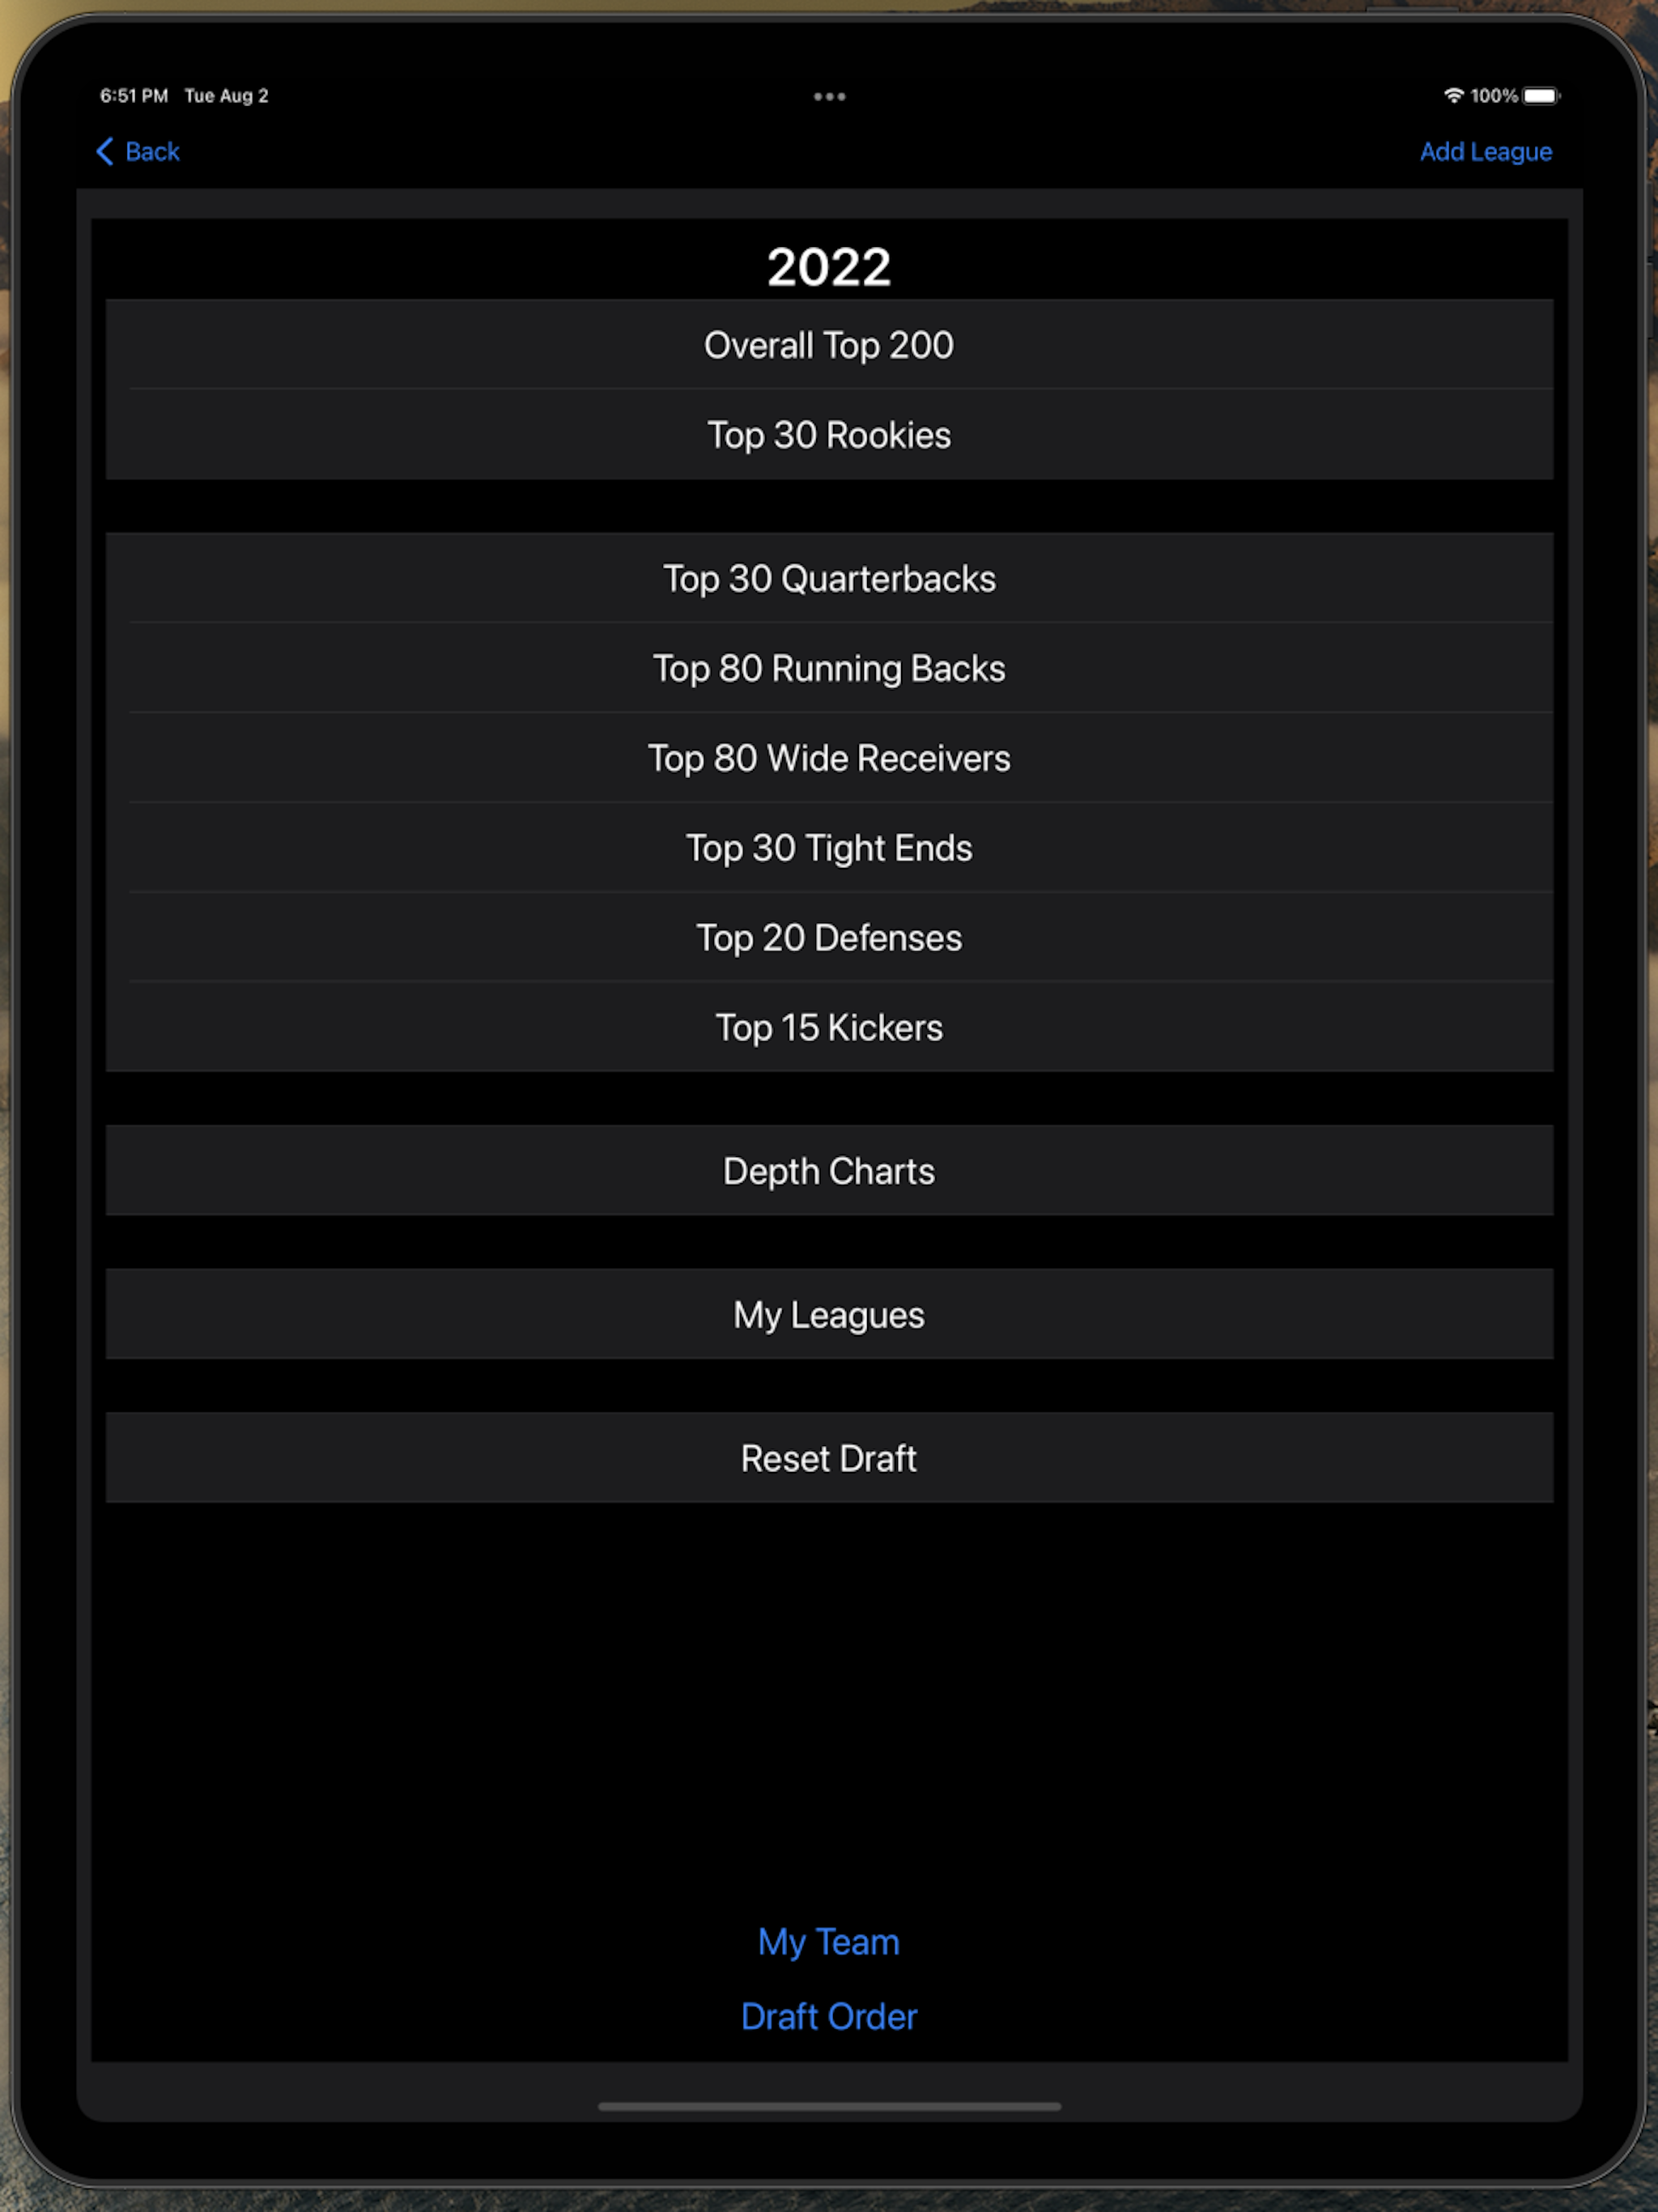 6:51 PM Tue Aug 2
100%
Back
Add League
2022
Overall Top 200
Top 30 Rookies
Top 30 Quarterbacks
Top 80 Running Backs
Top 80 Wide Receivers
Top 30 Tight Ends
Top 20 Defenses
Top 15 Kickers
Depth Charts
My Leagues
Reset Draft
My Team
Draft Order